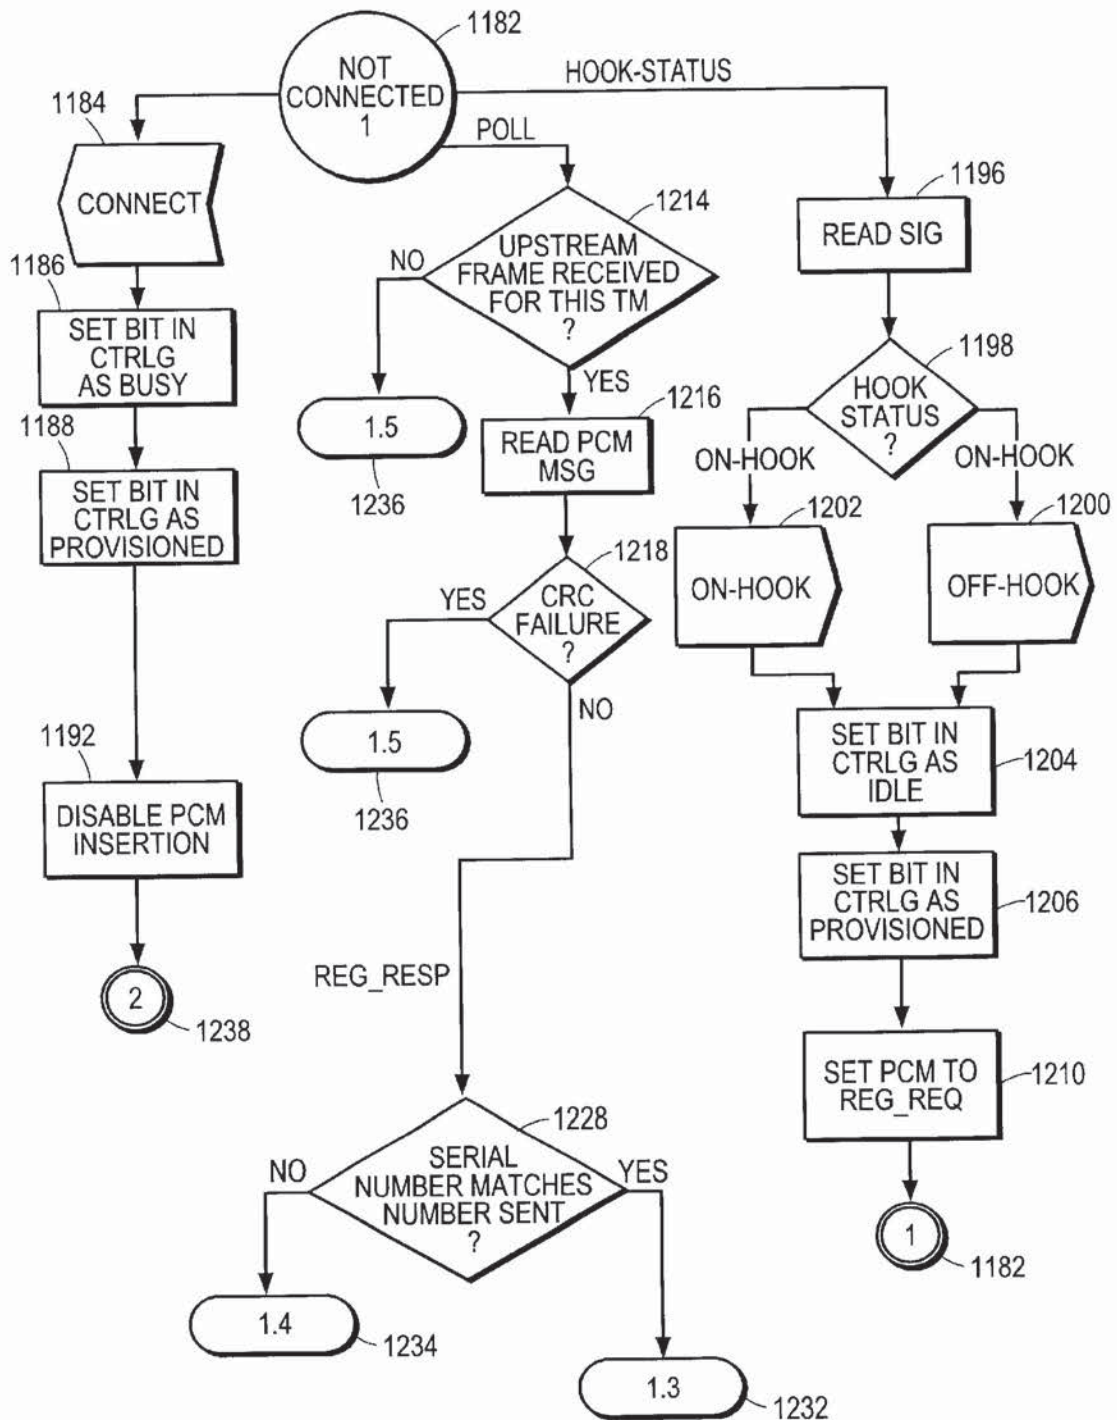 1182
NOT
CONNECTED
1
HOOK-STATUS
POLL
1184
CONNECT
1186
SET BIT IN
CTRLG
AS BUSY
1188
SET BIT IN
CTRLG AS
PROVISIONED
1192
DISABLE PCM
INSERTION
2
1238
1214
UPSTREAM
FRAME RECEIVED
FOR THIS TM
?
NO
YES
1.5
1236
1216
READ PCM
MSG
1218
CRC
FAILURE
?
YES
NO
1.5
1236
REG_RESP
1228
SERIAL
NUMBER MATCHES
NUMBER SENT
?
NO
YES
1.4
1234
1.3
1232
1196
READ SIG
1198
HOOK
STATUS
?
ON-HOOK
ON-HOOK
1202
ON-HOOK
1200
OFF-HOOK
SET BIT IN
CTRLG AS
IDLE
1204
SET BIT IN
CTRLG AS
PROVISIONED
1206
SET PCM TO
REG_REQ
1210
1
1182